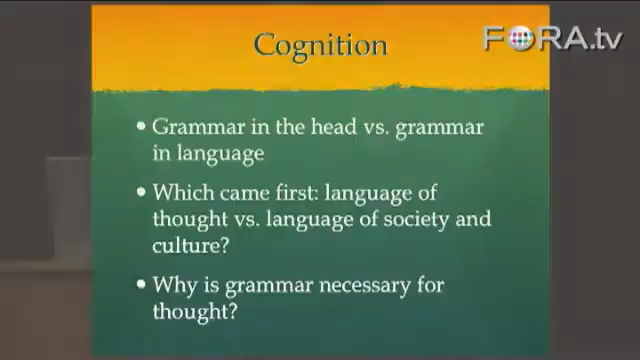 Cognition
FORA.tv
• Grammar in the head vs. grammar
in language
• Which came first: language of
thought vs. language of society and
culture?
• Why is grammar necessary for
thought?